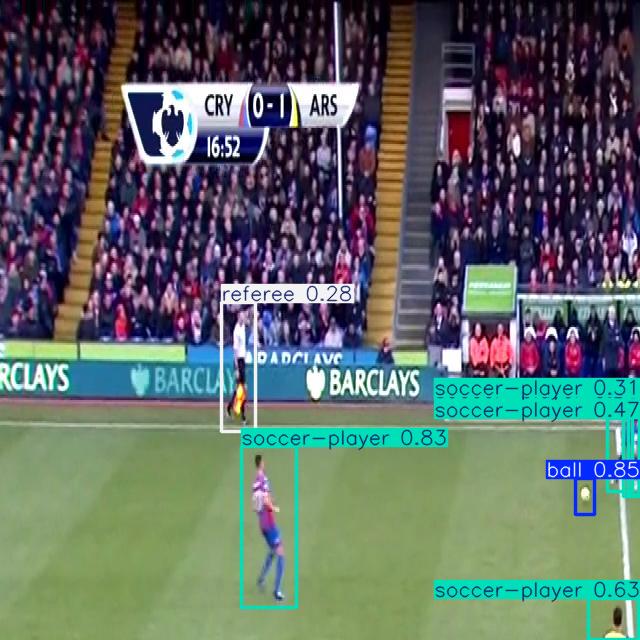 CRY 0-1 ARS
16:52
referee 0.28
BARCLAYS
RCLAYS BARCLAYS BARCLAYS
soccer-player 0.31
soccer-player 0.47
soccer-player 0.83
ball 0.85
soccer-player 0.63